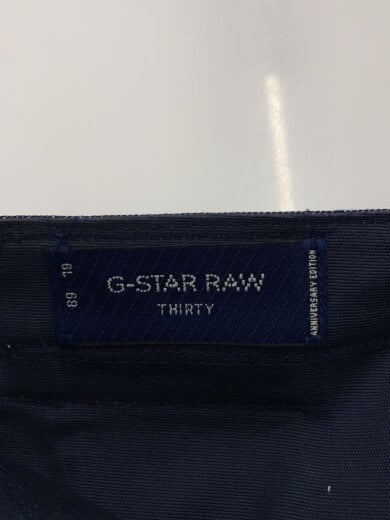 89 19
G-STAR RAW
THIRTY
ANNIVERSARY EDITION